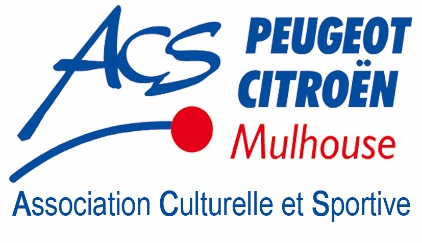 ACS
PEUGEOT
CITROËN
Mulhouse
Association Culturelle et Sportive